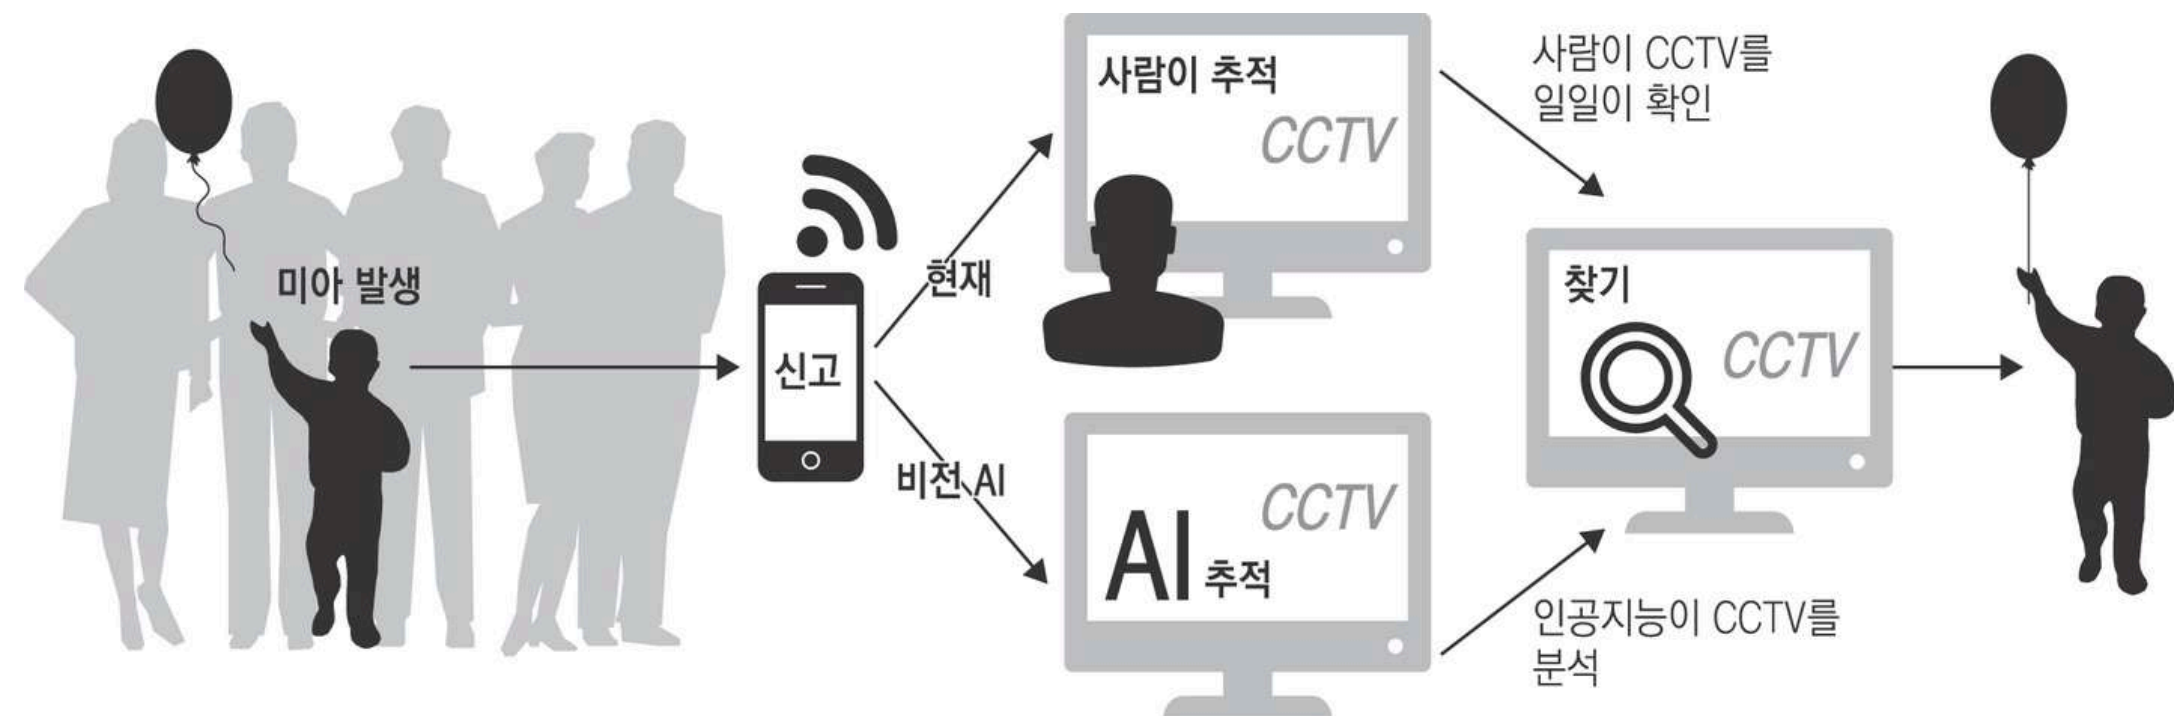 미아 발생
신고
현재
비전 AI
사람이 추적
CCTV
사람이 CCTV를
일일이 확인
AI 추적
CCTV
인공지능이 CCTV를
분석
찾기
CCTV